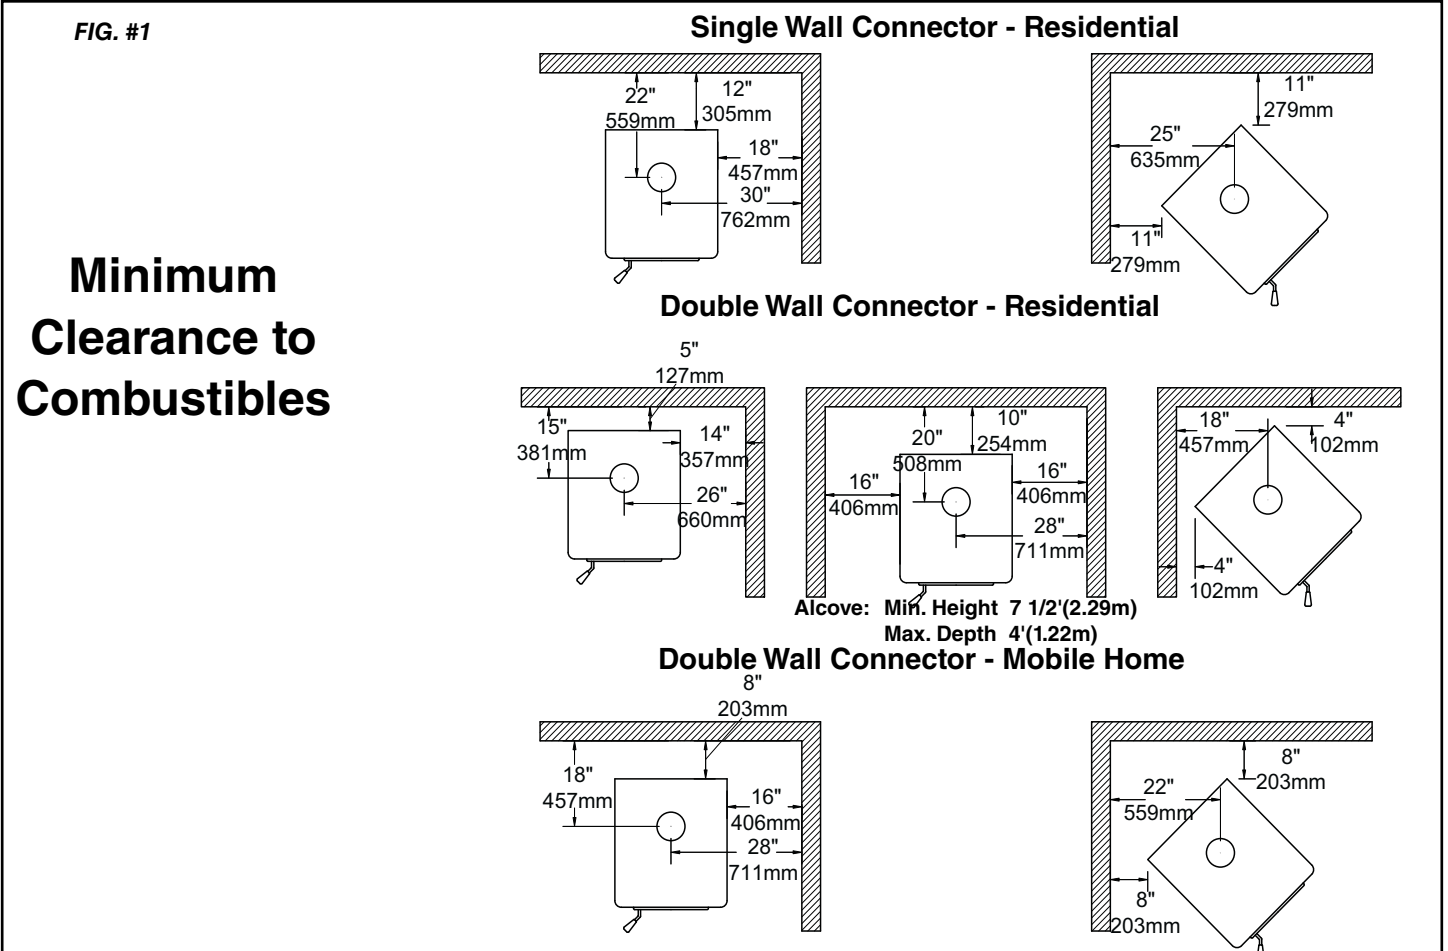 FIG. #1
Minimum
Clearance to
Combustibles
Single Wall Connector - Residential
22"
559mm
12"
305mm
18"
457mm
30"
762mm
11"
279mm
25"
635mm
11"
279mm
Double Wall Connector - Residential
5"
127mm
15"
381mm
14"
357mm
26"
660mm
20"
508mm
10"
254mm
16"
406mm
16"
406mm
28"
711mm
Alcove: Min. Height 7 1/2'(2.29m)
Max. Depth 4'(1.22m)
18"
457mm
4"
102mm
4"
102mm
Double Wall Connector - Mobile Home
8"
203mm
18"
457mm
16"
406mm
28"
711mm
8"
203mm
22"
559mm
8"
203mm